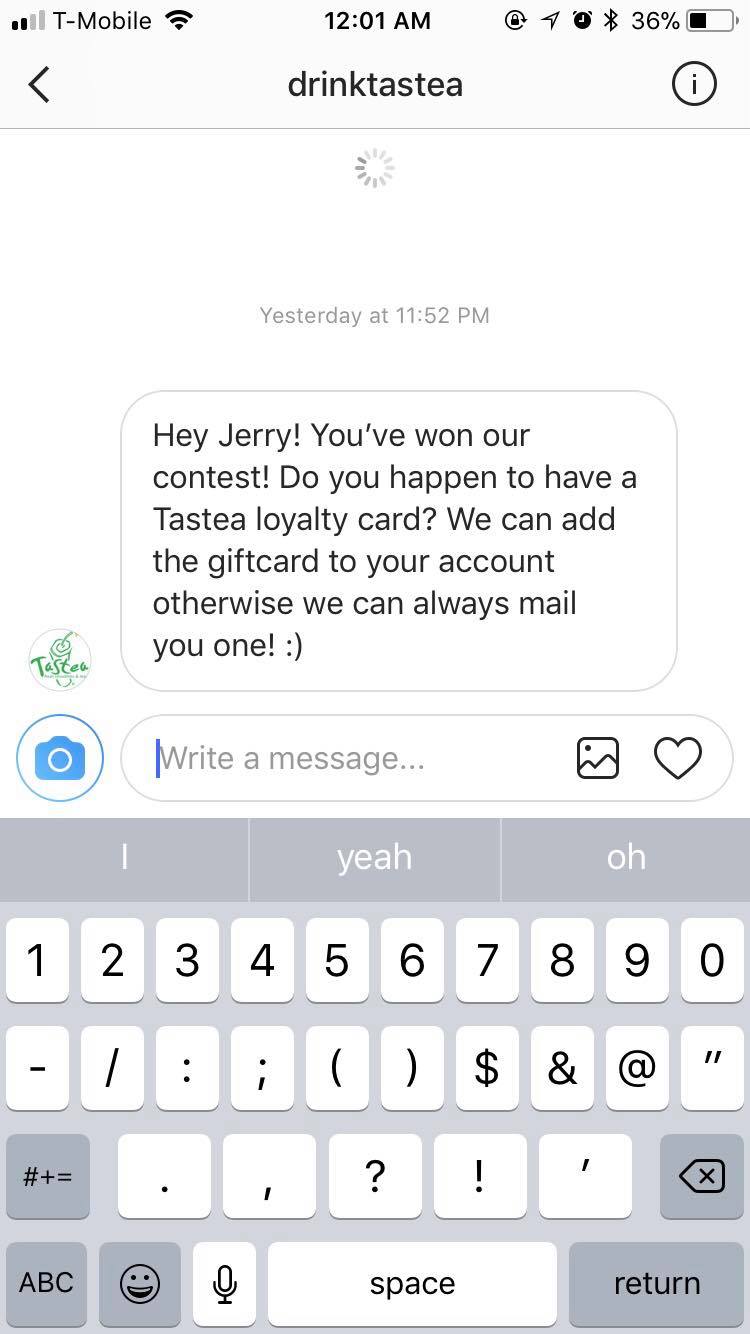 T-Mobile 12:01 AM 36%
drinktastea
i
Yesterday at 11:52 PM
Hey Jerry! You’ve won our
contest! Do you happen to have a
Tastea loyalty card? We can add
the giftcard to your account
otherwise we can always mail
you one! :)
Tastea
Write a message...
I yeah oh
1 2 3 4 5 6 7 8 9 0
- / : ; ( ) $ & @ "
#+= . , ? ! '
ABC space return